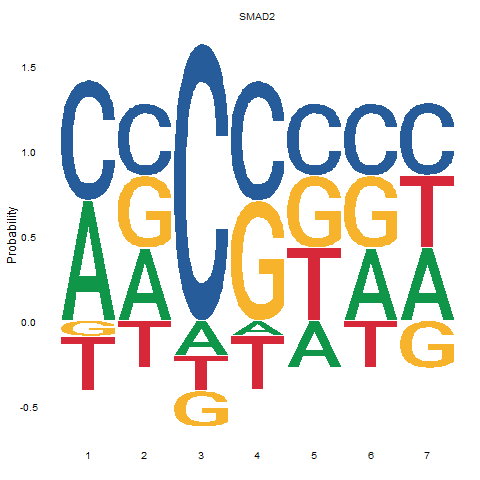 SMAD2
Probability
1.5
1.0
0.5
0.0
-0.5
C C C C C C C
A G G G G T
A T A A
G A A
T T A T A T G
T
G
1 2 3 4 5 6 7